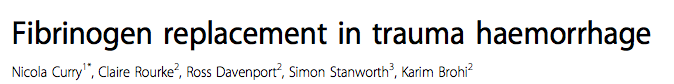 Fibrinogen replacement in trauma haemorrhage
Nicola Curry1*, Claire Rourke2, Ross Davenport2, Simon Stanworth3, Karim Brohi2